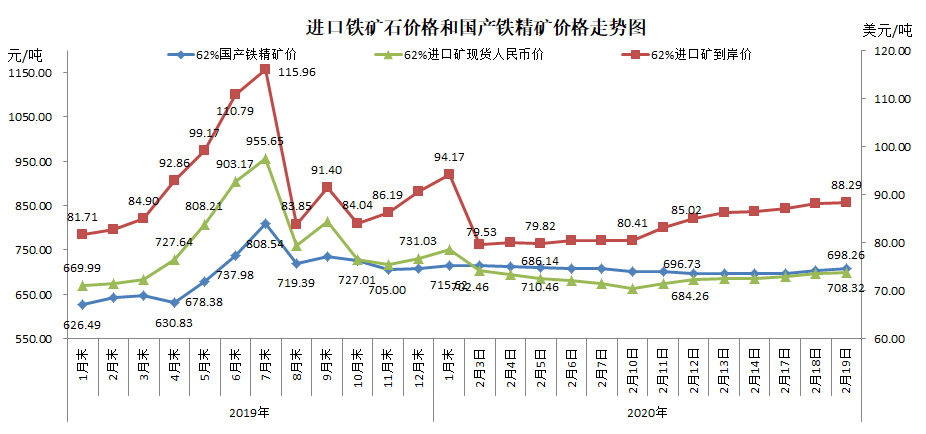 进口铁矿石价格和国产铁精矿价格走势图
元/吨
美元/吨
62%国产铁精矿价 62%进口矿现货人民币价 62%进口矿到岸价
1150.00
1050.00
950.00
850.00
750.00
650.00
550.00
120.00
110.00
100.00
90.00
80.00
70.00
60.00
81.71 84.90 92.86 99.17 110.79 115.96 83.85 91.40 84.04 86.19 94.17 79.53 79.82 80.41 85.02 88.29
669.99 727.64 808.21 903.17 955.65 731.03 686.14 696.73 698.26
626.49 630.83 678.38 737.98 808.54 719.39 727.01 705.00 715.62 702.46 710.46 684.26 708.32
1月末 2月末 3月末 4月末 5月末 6月末 7月末 8月末 9月末 10月末 11月末 12月末 1月末 2月3日 2月4日 2月5日 2月6日 2月7日 2月10日 2月11日 2月12日 2月13日 2月14日 2月17日 2月18日 2月19日
2019年 2020年